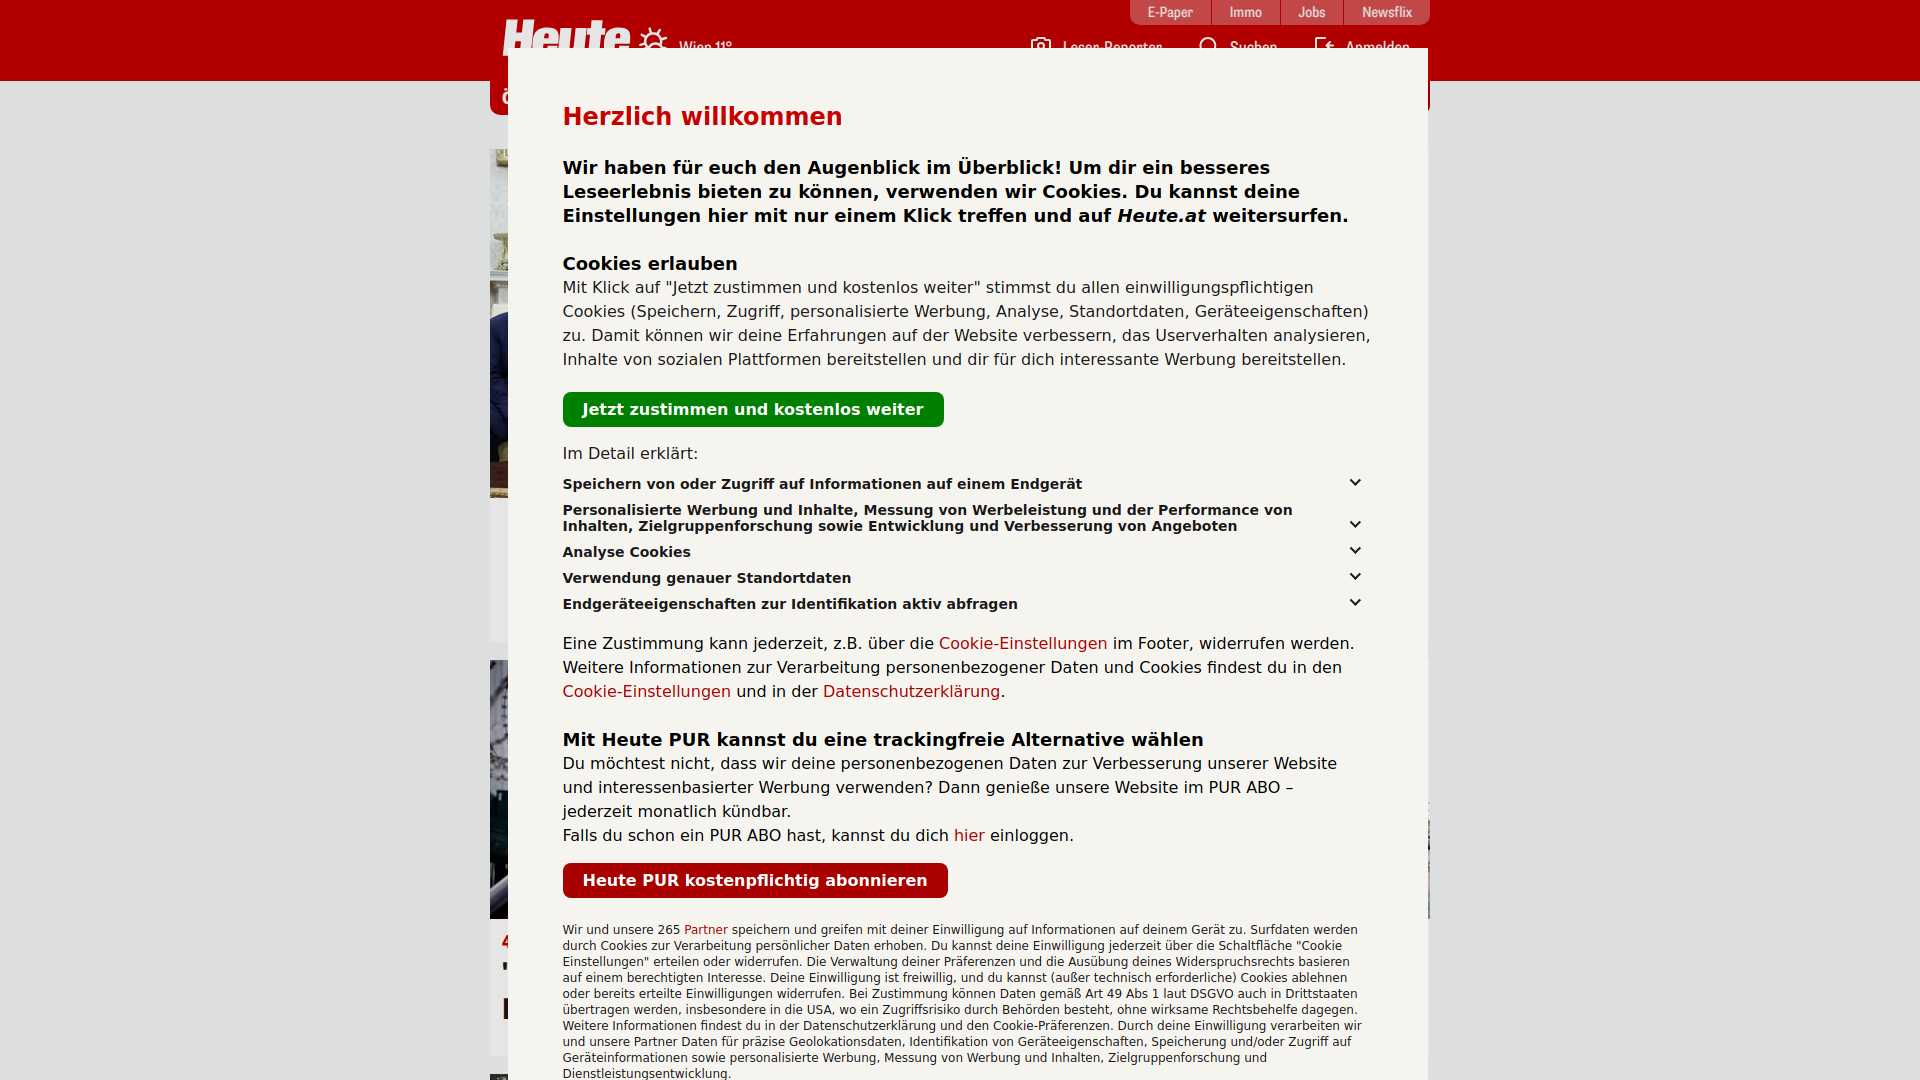 E-Paper
Immo
Jobs
Newsflix
Heute
Wien 11°
Leser-Reporter
Suchen
Anmelden
Herzlich willkommen
Wir haben für euch den Augenblick im Überblick! Um dir ein besseres
Leseerlebnis bieten zu können, verwenden wir Cookies. Du kannst deine
Einstellungen hier mit nur einem Klick treffen und auf Heute.at weitersurfen.
Cookies erlauben
Mit Klick auf "Jetzt zustimmen und kostenlos weiter" stimmst du allen einwilligungspflichtigen
Cookies (Speichern, Zugriff, personalisierte Werbung, Analyse, Standortdaten, Geräteeigenschaften)
zu. Damit können wir deine Erfahrungen auf der Website verbessern, das Userverhalten analysieren,
Inhalte von sozialen Plattformen bereitstellen und dir für dich interessante Werbung bereitstellen.
Jetzt zustimmen und kostenlos weiter
Im Detail erklärt:
Speichern von oder Zugriff auf Informationen auf einem Endgerät
Personalisierte Werbung und Inhalte, Messung von Werbeleistung und der Performance von
Inhalten, Zielgruppenforschung sowie Entwicklung und Verbesserung von Angeboten
Analyse Cookies
Verwendung genauer Standortdaten
Endgeräteeigenschaften zur Identifikation aktiv abfragen
Eine Zustimmung kann jederzeit, z.B. über die Cookie-Einstellungen im Footer, widerrufen werden.
Weitere Informationen zur Verarbeitung personenbezogener Daten und Cookies findest du in den
Cookie-Einstellungen und in der Datenschutzerklärung.
Mit Heute PUR kannst du eine trackingfreie Alternative wählen
Du möchtest nicht, dass wir deine personenbezogenen Daten zur Verbesserung unserer Website
und interessenbasierter Werbung verwenden? Dann genieße unsere Website im PUR ABO –
jederzeit monatlich kündbar.
Falls du schon ein PUR ABO hast, kannst du dich hier einloggen.
Heute PUR kostenpflichtig abonnieren
Wir und unsere 265 Partner speichern und greifen mit deiner Einwilligung auf Informationen auf deinem Gerät zu. Surfdaten werden
durch Cookies zur Verarbeitung persönlicher Daten erhoben. Du kannst deine Einwilligung jederzeit über die Schaltfläche "Cookie
Einstellungen" erteilen oder widerrufen. Die Verwaltung deiner Präferenzen und die Ausübung deines Widerspruchsrechts basieren
auf einem berechtigten Interesse. Deine Einwilligung ist freiwillig, und du kannst (außer technisch erforderliche) Cookies ablehnen
oder bereits erteilte Einwilligungen widerrufen. Bei Zustimmung können Daten gemäß Art 49 Abs 1 laut DSGVO auch in Drittstaaten
übertragen werden, insbesondere in die USA, wo ein Zugriffsrisiko durch Behörden besteht, ohne wirksame Rechtsbehelfe dagegen.
Weitere Informationen findest du in der Datenschutzerklärung und den Cookie-Präferenzen. Durch deine Einwilligung verarbeiten wir
und unsere Partner Daten für präzise Geolokationsdaten, Identifikation von Geräteeigenschaften, Speicherung und/oder Zugriff auf
Geräteinformationen sowie personalisierte Werbung, Messung von Werbung und Inhalten, Zielgruppenforschung und
Dienstleistungsentwicklung.